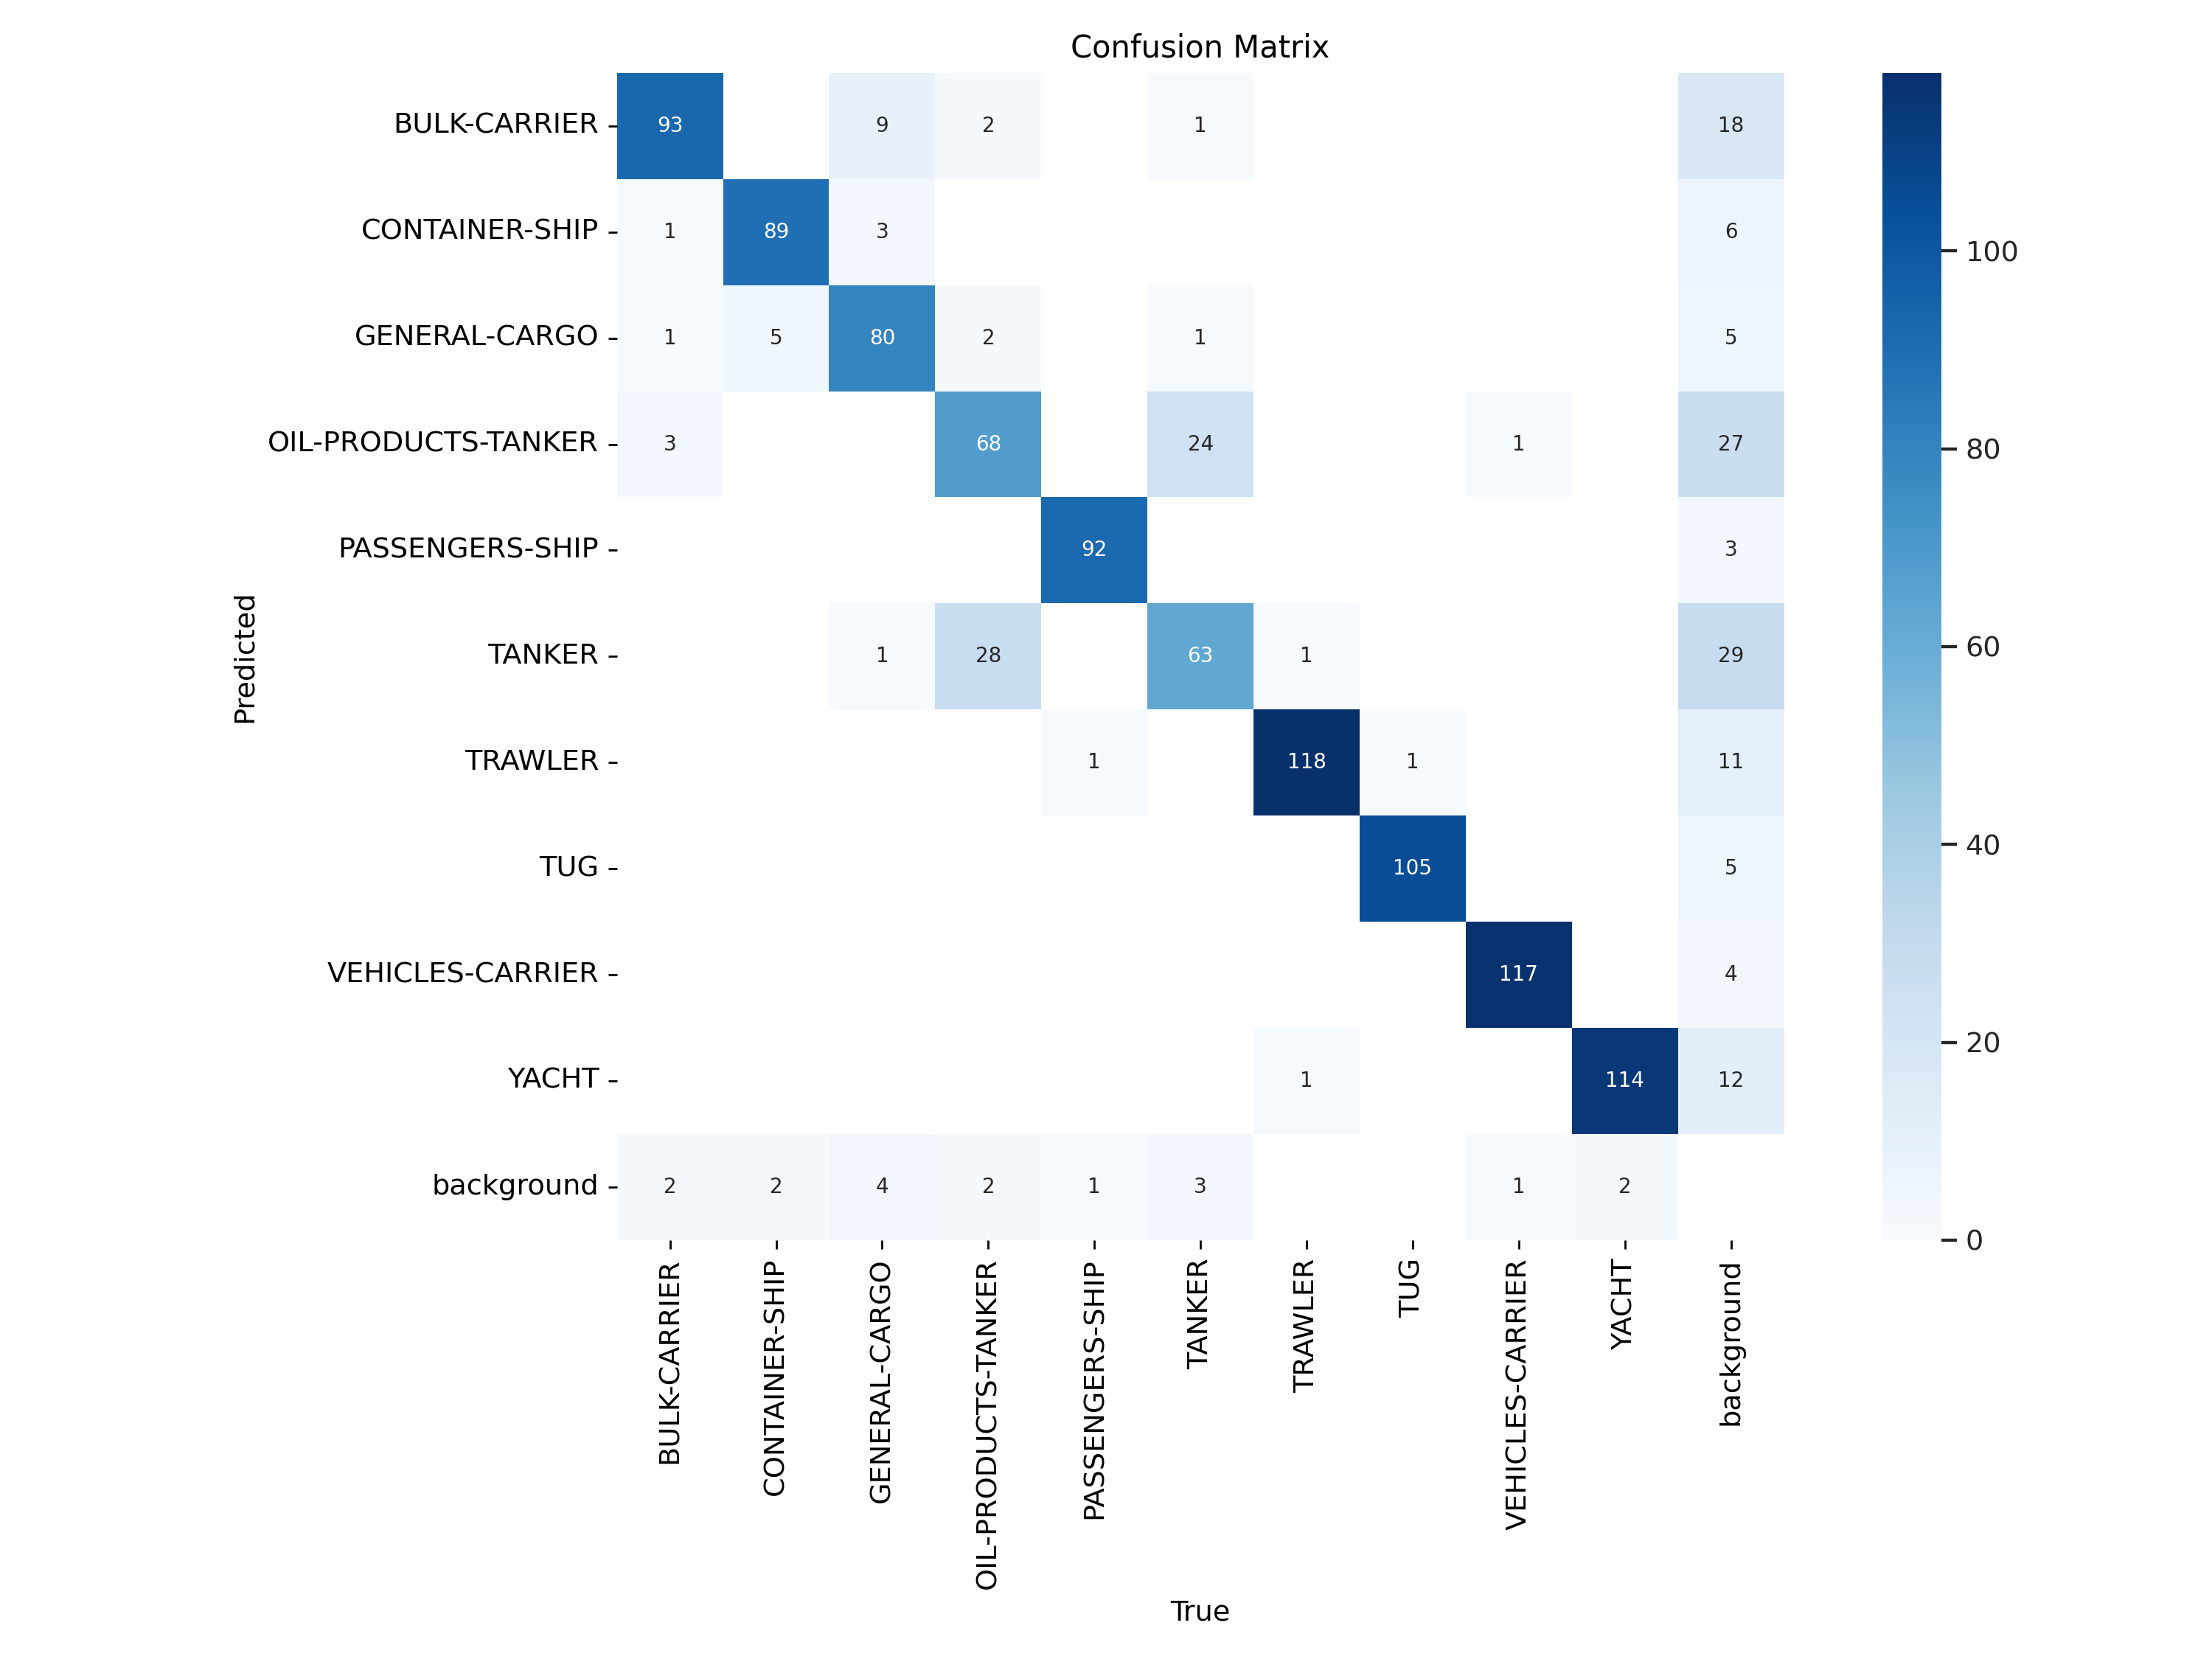 Confusion Matrix
BULK-CARRIER 93 9 2 1 18
CONTAINER-SHIP 1 89 3 6
GENERAL-CARGO 1 5 80 2 1 5
OIL-PRODUCTS-TANKER 3 68 24 1 27
PASSENGERS-SHIP 92 3
TANKER 1 28 63 1 29
TRAWLER 1 118 1 11
TUG 105 5
VEHICLES-CARRIER 117 4
YACHT 1 114 12
background 2 2 4 2 1 3 1 2
Predicted
BULK-CARRIER
CONTAINER-SHIP
GENERAL-CARGO
OIL-PRODUCTS-TANKER
PASSENGERS-SHIP
TANKER
TRAWLER
TUG
VEHICLES-CARRIER
YACHT
background
True
100
80
60
40
20
0